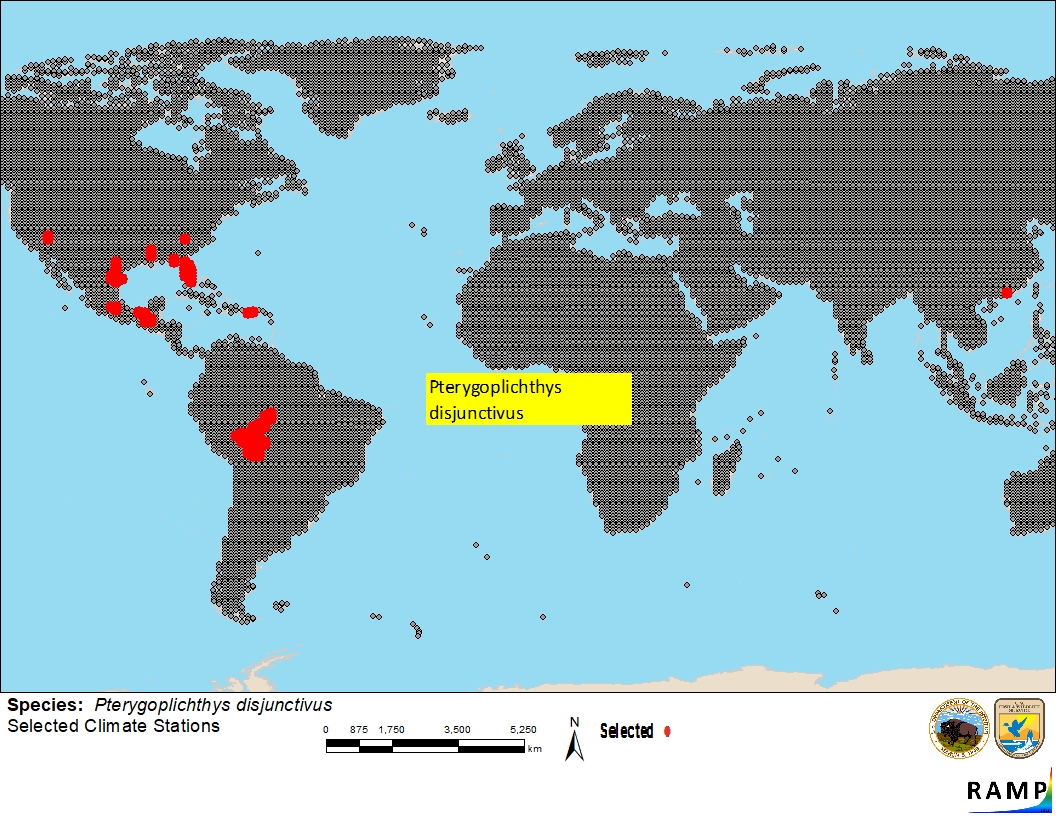 Pterygoplichthys
disjunctivus
Species: Pterygoplichthys disjunctivus
Selected Climate Stations
0 875 1,750 3,500 5,250
km
N
Selected
RAMP